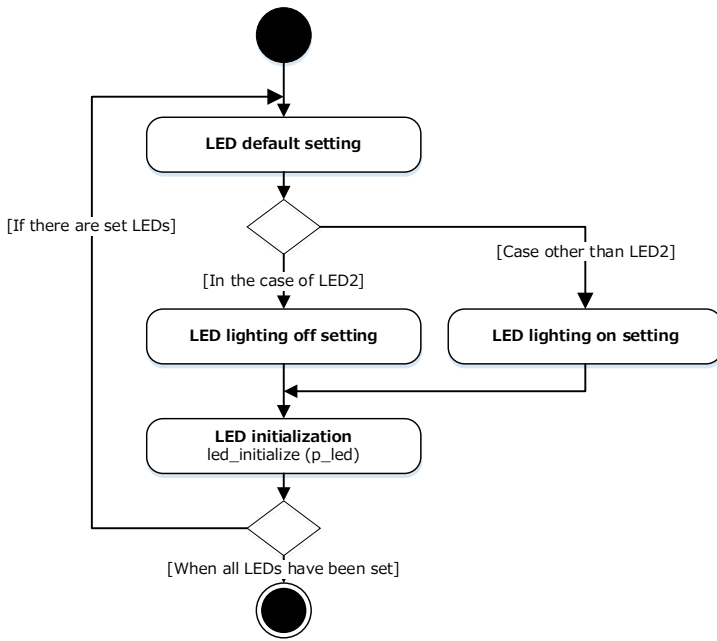 LED default setting
[If there are set LEDs]
[Case other than LED2]
[In the case of LED2]
LED lighting off setting
LED lighting on setting
LED initialization
led_initialize (p_led)
[When all LEDs have been set]